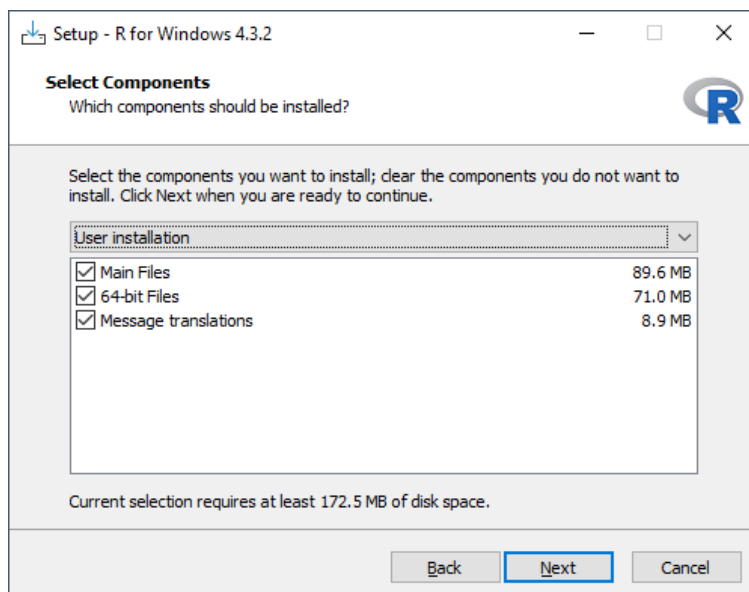 Setup - R for Windows 4.3.2
Select Components
Which components should be installed?
R
Select the components you want to install; clear the components you do not want to
install. Click Next when you are ready to continue.
User installation
Main Files 89.6 MB
64-bit Files 71.0 MB
Message translations 8.9 MB
Current selection requires at least 172.5 MB of disk space.
Back Next Cancel